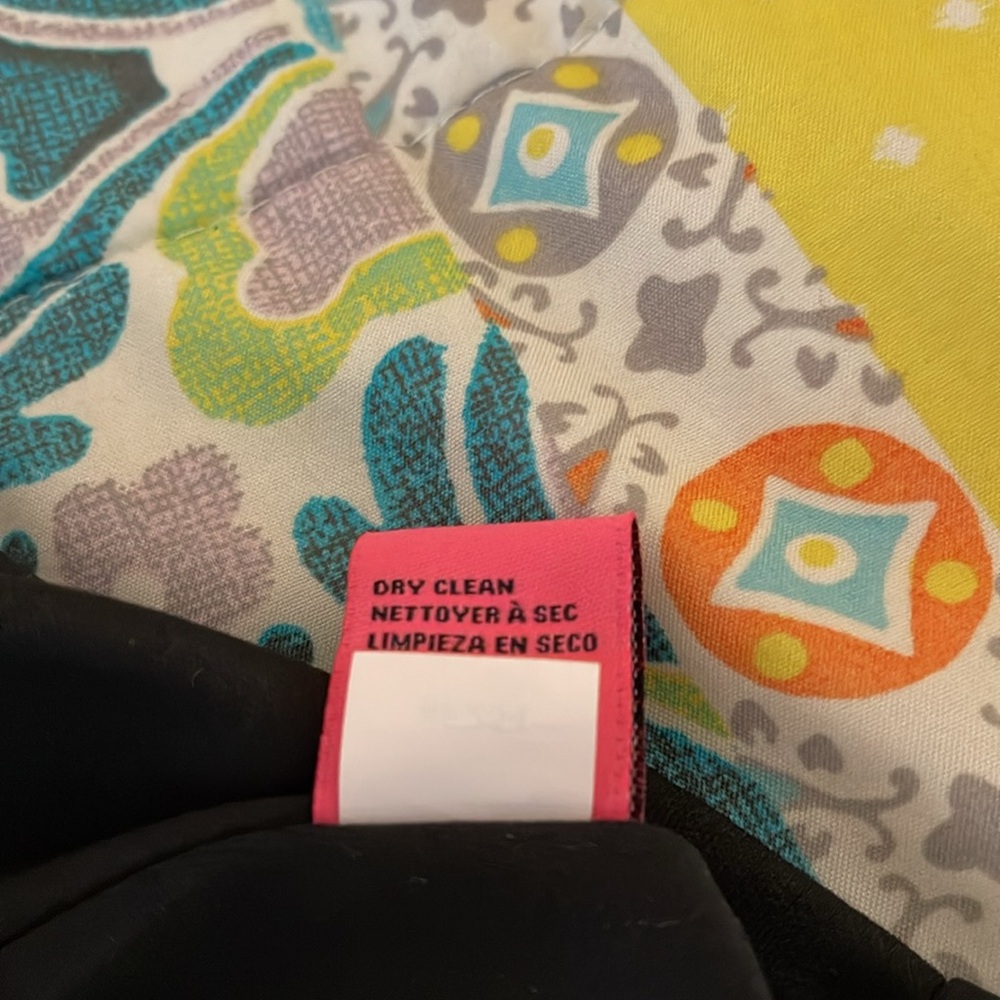 DRY CLEAN
NETTOYER À SEC
LIMPIEZA EN SECO